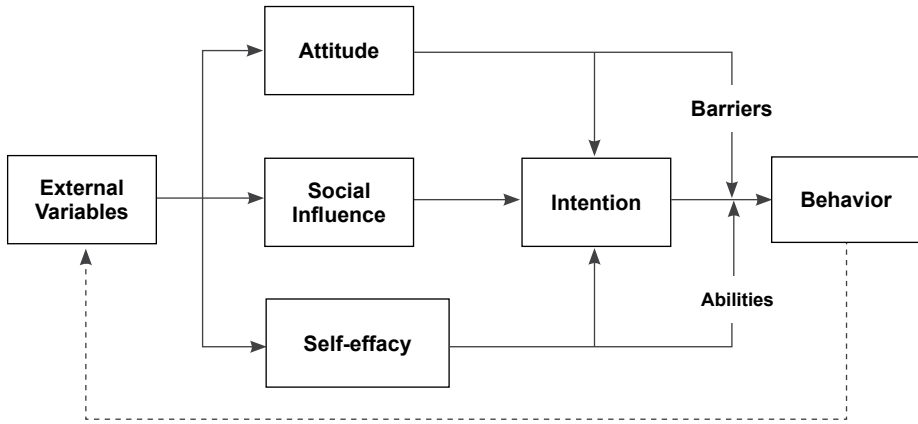 Attitude
Barriers
External
Variables
Social
Influence
Intention
Behavior
Abilities
Self-effacy